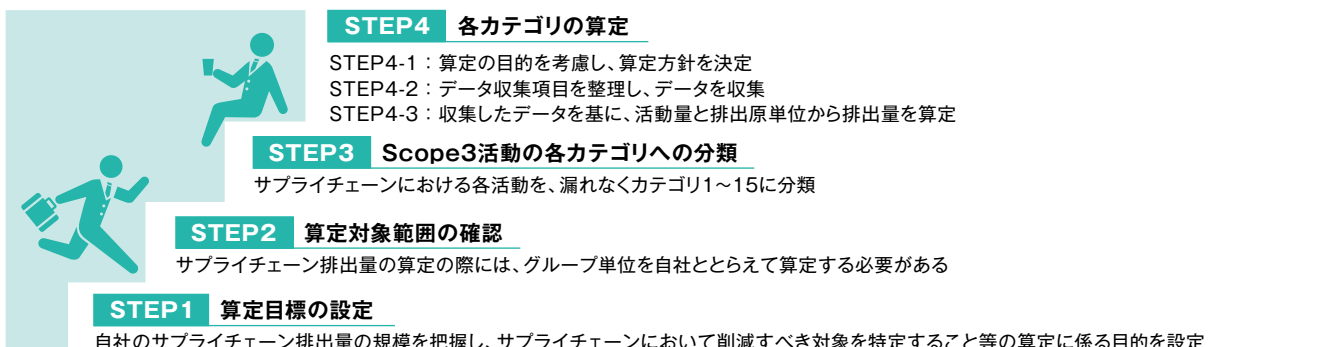 STEP4 各カテゴリの算定
STEP4-1：算定の目的を考慮し、算定方針を決定
STEP4-2：データ収集項目を整理し、データを収集
STEP4-3：収集したデータを基に、活動量と排出原単位から排出量を算定
STEP3 Scope3活動の各カテゴリへの分類
サプライチェーンにおける各活動を、漏れなくカテゴリ1～15に分類
STEP2 算定対象範囲の確認
サプライチェーン排出量の算定の際には、グループ単位を自社ととらえて算定する必要がある
STEP1 算定目標の設定
自社のサプライチェーン排出量の規模を把握し、サプライチェーンにおいて削減すべき対象を特定すること等の算定に係る目的を設定